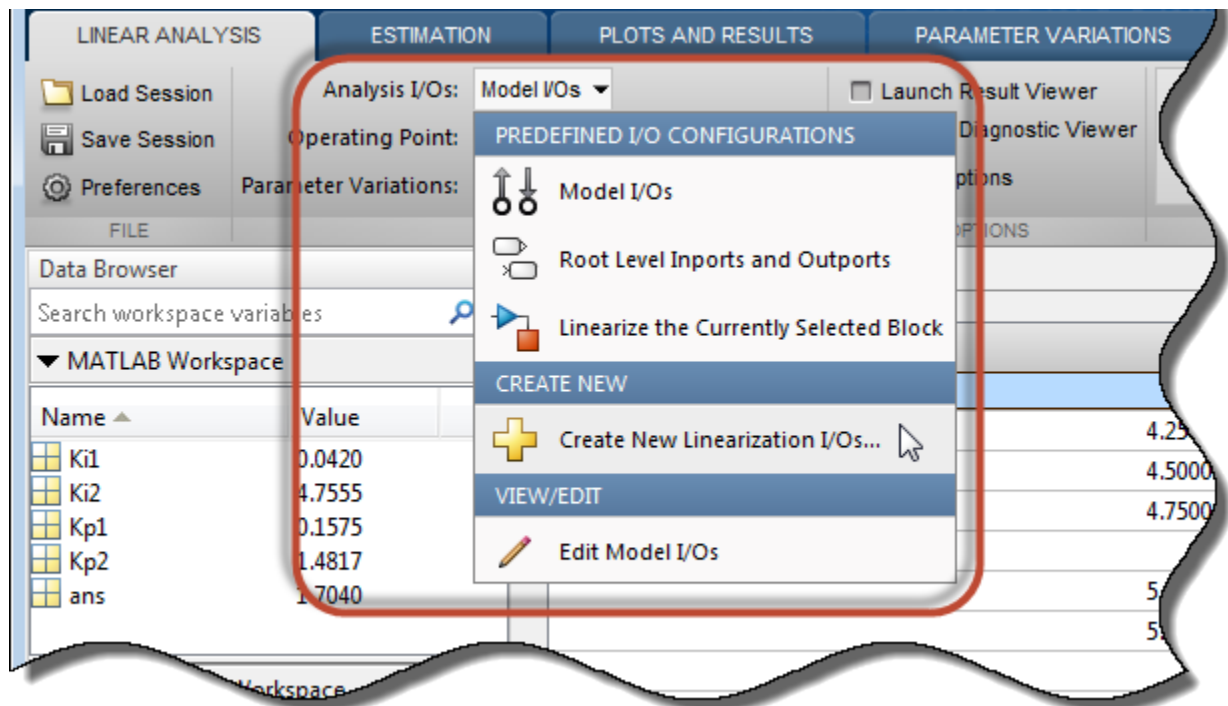 LINEAR ANALYSIS ESTIMATION PLOTS AND RESULTS PARAMETER VARIATIONS
Load Session Analysis I/Os: Model I/Os Launch Result Viewer
Save Session Operating Point: Diagnostic Viewer
Preferences Parameter Variations:
FILE
PREDEFINED I/O CONFIGURATIONS
Model I/Os
Root Level Inports and Outports
Linearize the Currently Selected Block
CREATE NEW
Create New Linearization I/Os...
VIEW/EDIT
Edit Model I/Os
Data Browser
Search workspace variables
MATLAB Workspace
Name Value
Ki1 0.0420
Ki2 4.7555
Kp1 0.1575
Kp2 1.4817
ans 1.7040
4.5000
4.7500